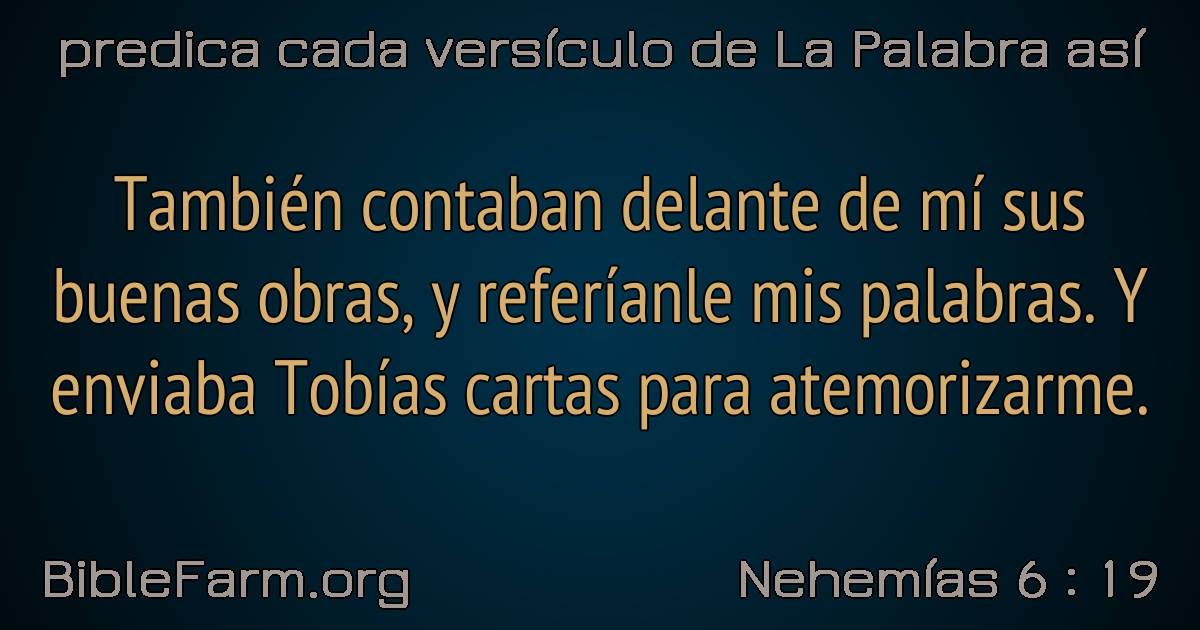 predica cada versículo de La Palabra así
También contaban delante de mí sus
buenas obras, y referíanle mis palabras. Y
enviaba Tobías cartas para atemorizarme.
BibleFarm.org
Nehemías 6 : 19